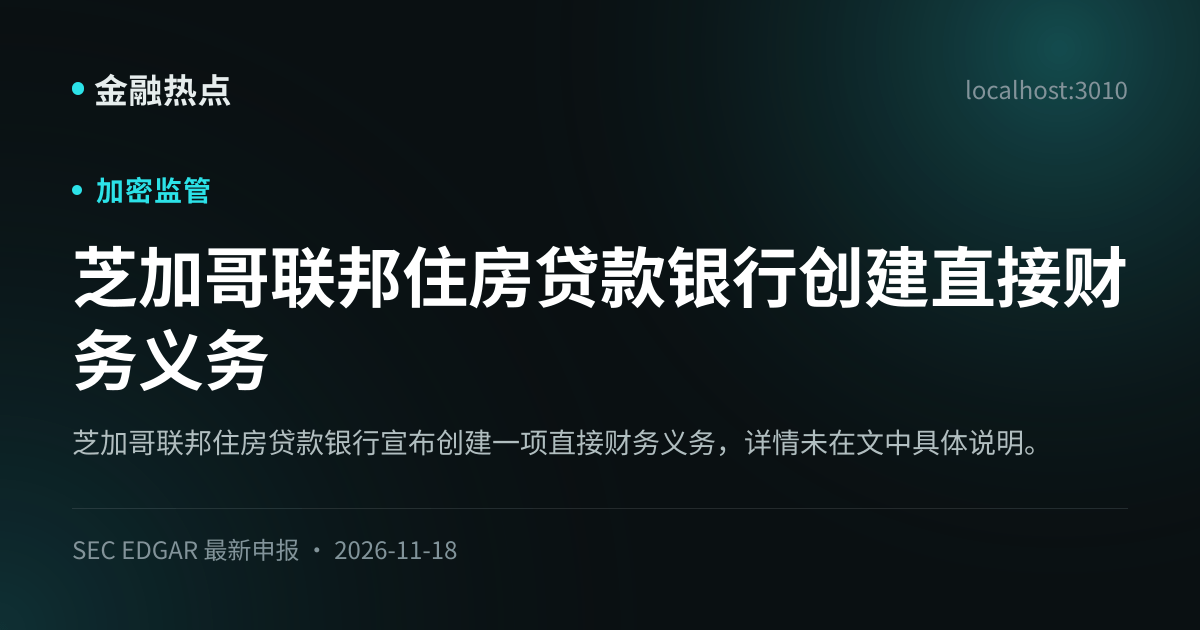 金融热点
localhost:3010
加密监管
芝加哥联邦住房贷款银行创建直接财
务义务
芝加哥联邦住房贷款银行宣布创建一项直接财务义务，详情未在文中具体说明。
SEC EDGAR 最新申报 · 2026-11-18